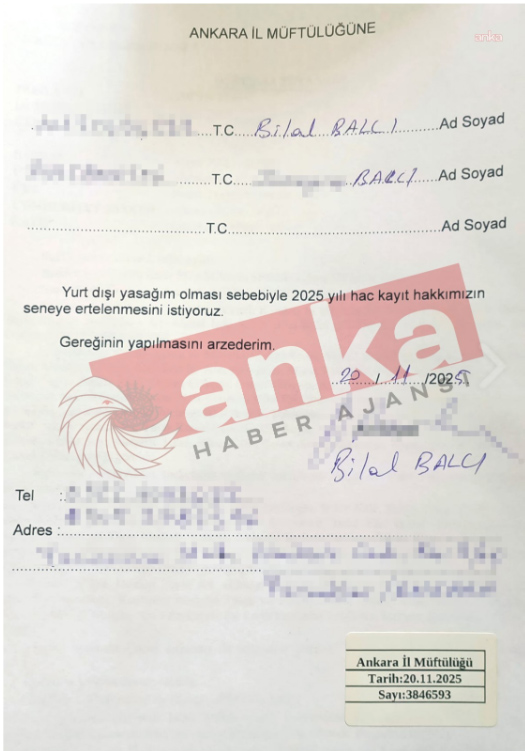 ANKARA İL MÜFTÜLÜĞÜNE
anka
....T.C....Bilal BALCI......Ad Soyad
.......T.C....BALCI....Ad Soyad
................................T.C...........................................Ad Soyad
Yurt dışı yasağım olması sebebiyle 2025 yılı hac kayıt hakkımızın
seneye ertelenmesini istiyoruz.
Gereğinin yapılmasını arzederim.
20 / 11 /2025.
anka
HABER AJANSI
Bilal BALCI
Tel :
Adres :
Ankara İl Müftülüğü
Tarih:20.11.2025
Sayı:3846593